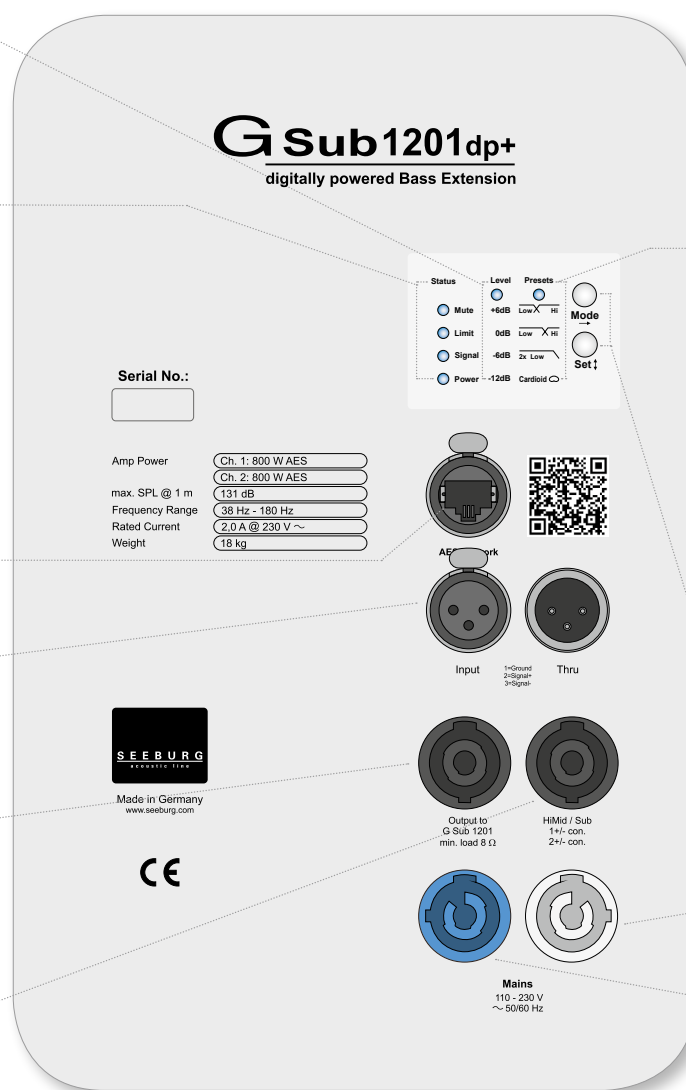 G Sub 1201 dp+
digitally powered Bass Extension
Status Level Presets
Mute +6dB Low Hi
Mode
Limit 0dB Low Hi
Signal -6dB 2x Low
Set
Power -12dB Cardioid
Serial No.:
Amp Power Ch. 1: 800 W AES
Ch. 2: 800 W AES
max. SPL @ 1 m 131 dB
Frequency Range 38 Hz - 180 Hz
Rated Current 2,0 A @ 230 V ~
Weight 18 kg
Input
1=Ground
2=Signal+
3=Signal-
Thru
SEEBURG
acoustic line
Made in Germany
www.seeburg.com
Output to
G Sub 1201
min. load 8 Ω
HiMid / Sub
1+/- con.
2+/- con.
CE
Mains
110 - 230 V
~ 50/60 Hz